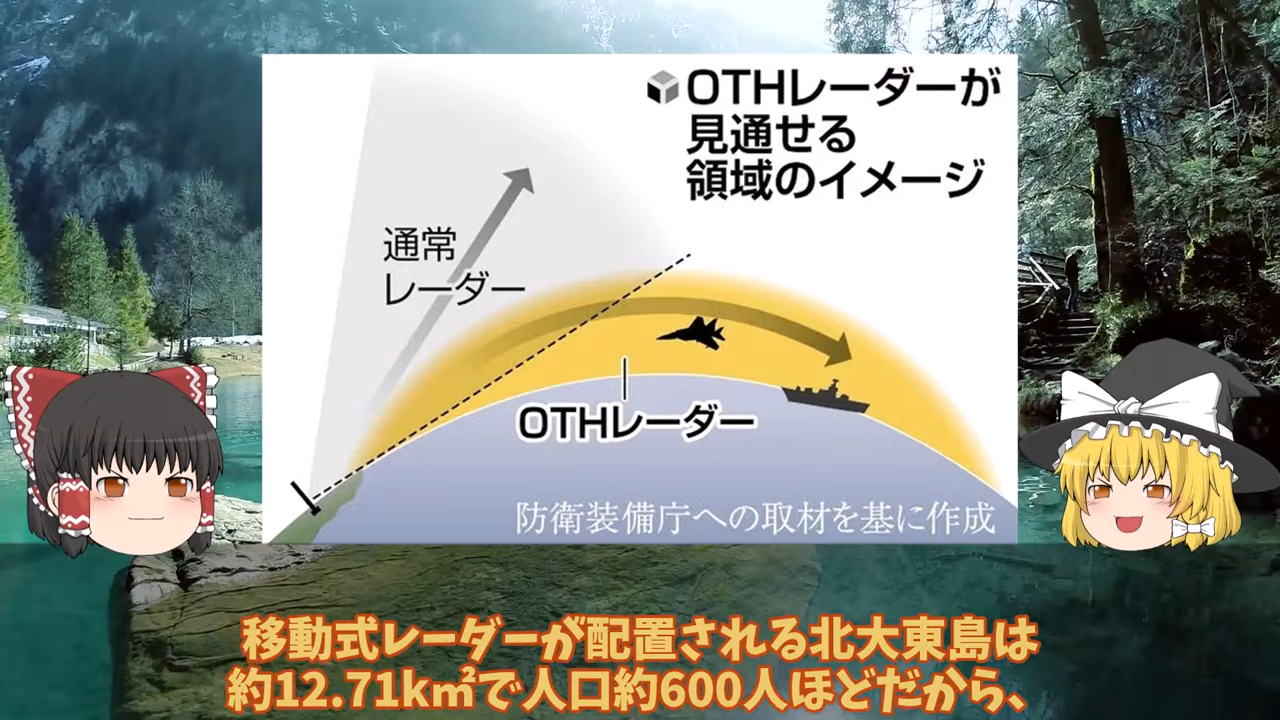 OTHレーダーが
見通せる
領域のイメージ
通常
レーダー
OTHレーダー
防衛装備庁への取材を基に作成
移動式レーダーが配置される北大東島は
約12.71k㎡で人口約600人ほどだから、